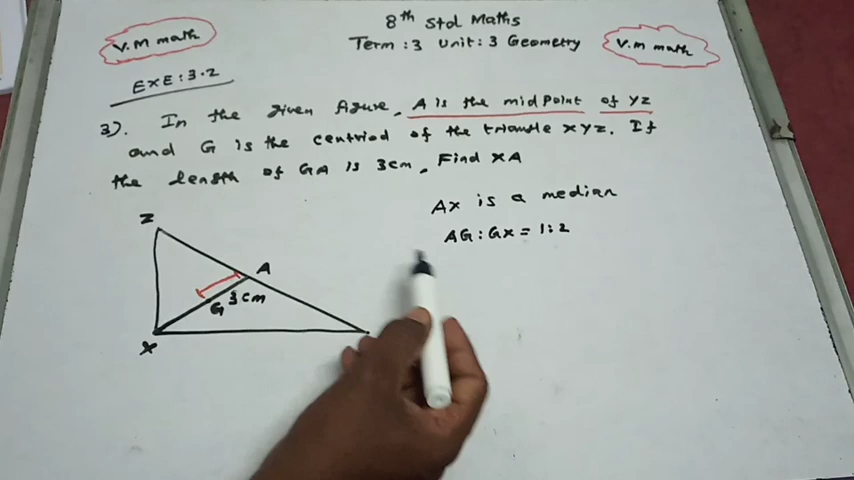 8th Std Maths
V.M math
Term : 3 Unit : 3 Geometry
V.M math
EXE : 3.2
3). In the given figure, A is the midPoint of YZ
and G is the centriod of the triangle XYZ. If
the length of GA is 3cm, Find XA
AX is a median
AG : GX = 1 : 2
Z
A
G 3cm
X